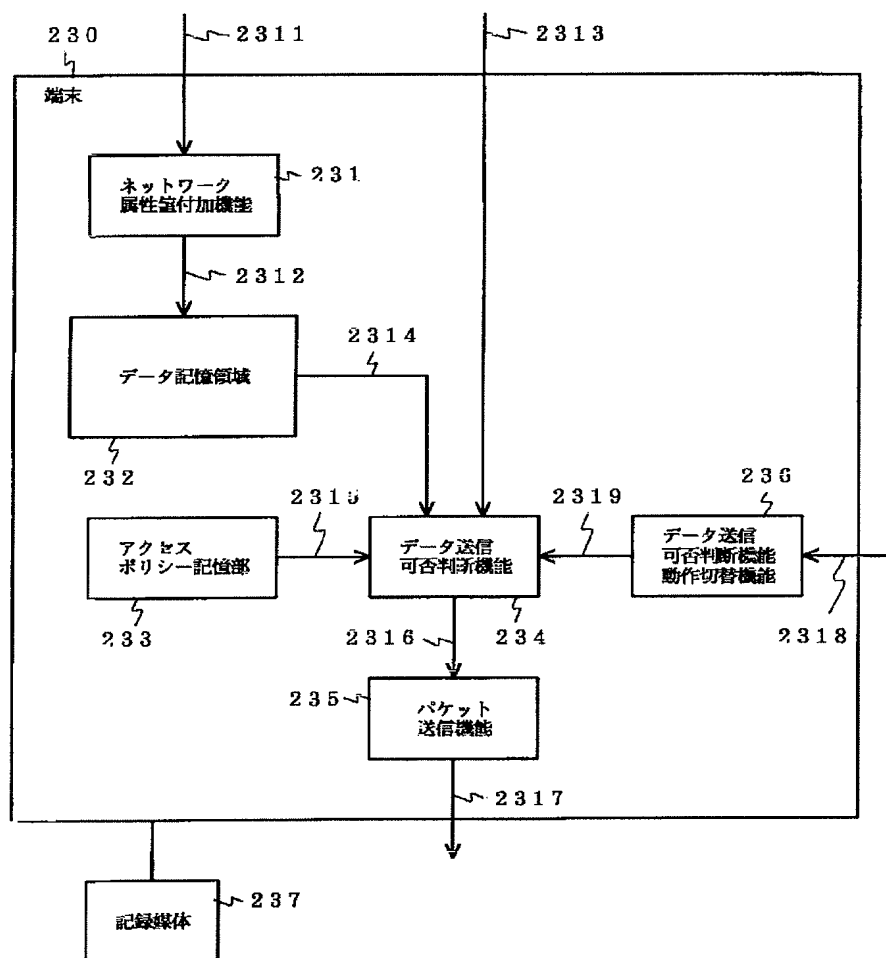 230
2311
2313
端末
ネットワーク
属性値付加機能
231
2312
データ記憶領域
232
2314
アクセス
ポリシー記憶部
233
2315
データ送信
可否判断機能
234
2319
236
データ送信
可否判断機能
動作切替機能
2318
2316
235
パケット
送信機能
2317
記録媒体
237